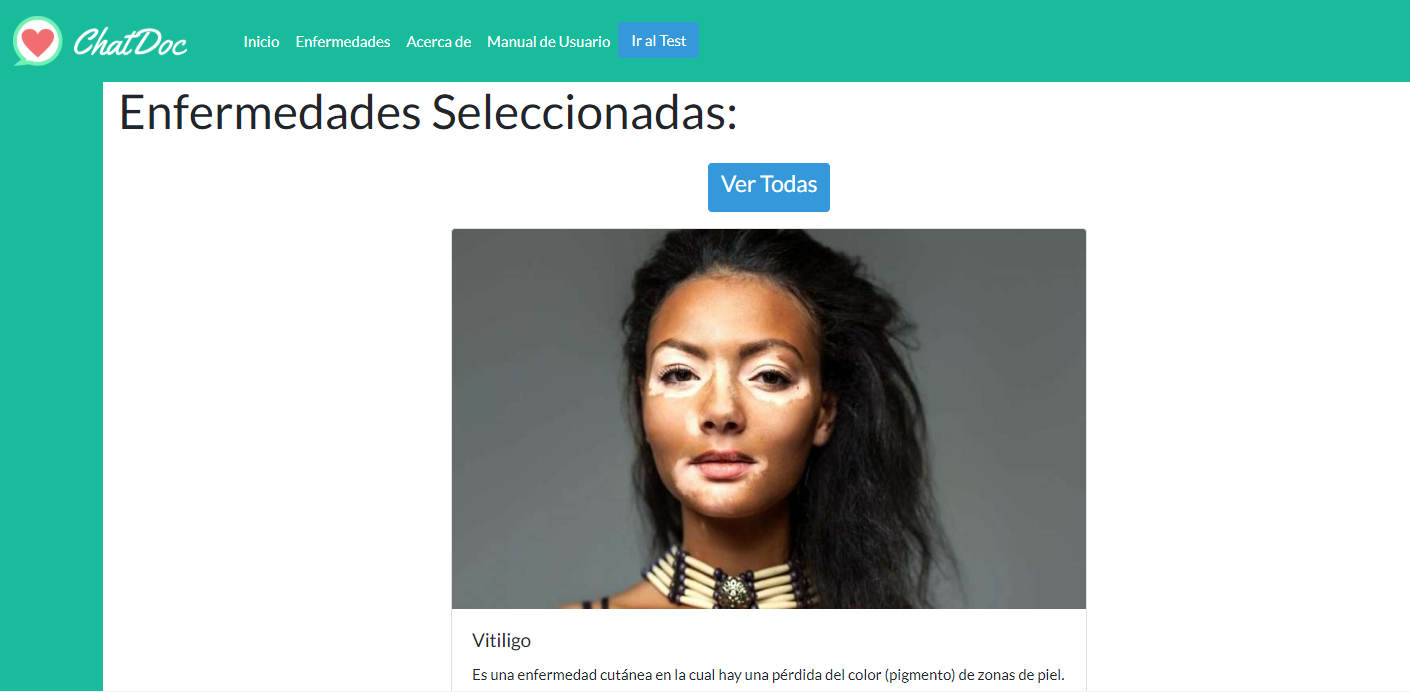 ChatDoc
Inicio Enfermedades Acerca de Manual de Usuario Ir al Test
Enfermedades Seleccionadas:
Ver Todas
Vitiligo
Es una enfermedad cutánea en la cual hay una pérdida del color (pigmento) de zonas de piel.